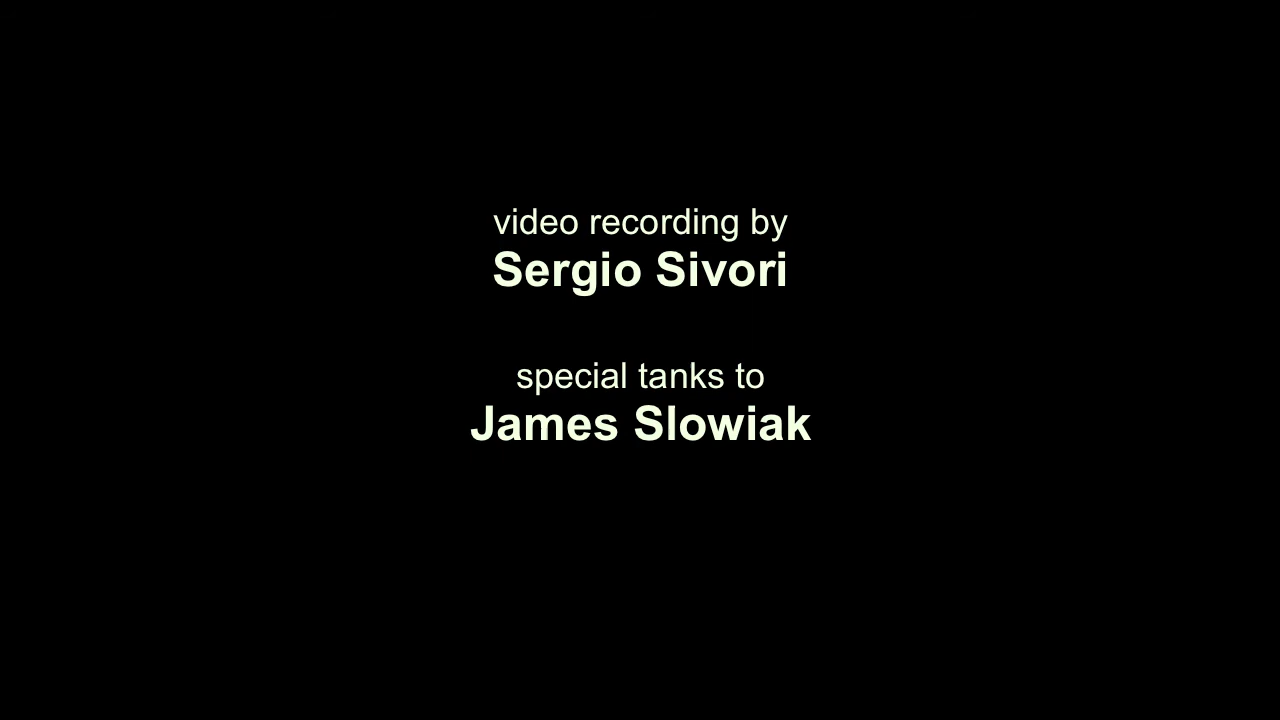 video recording by
Sergio Sivori
special tanks to
James Slowiak